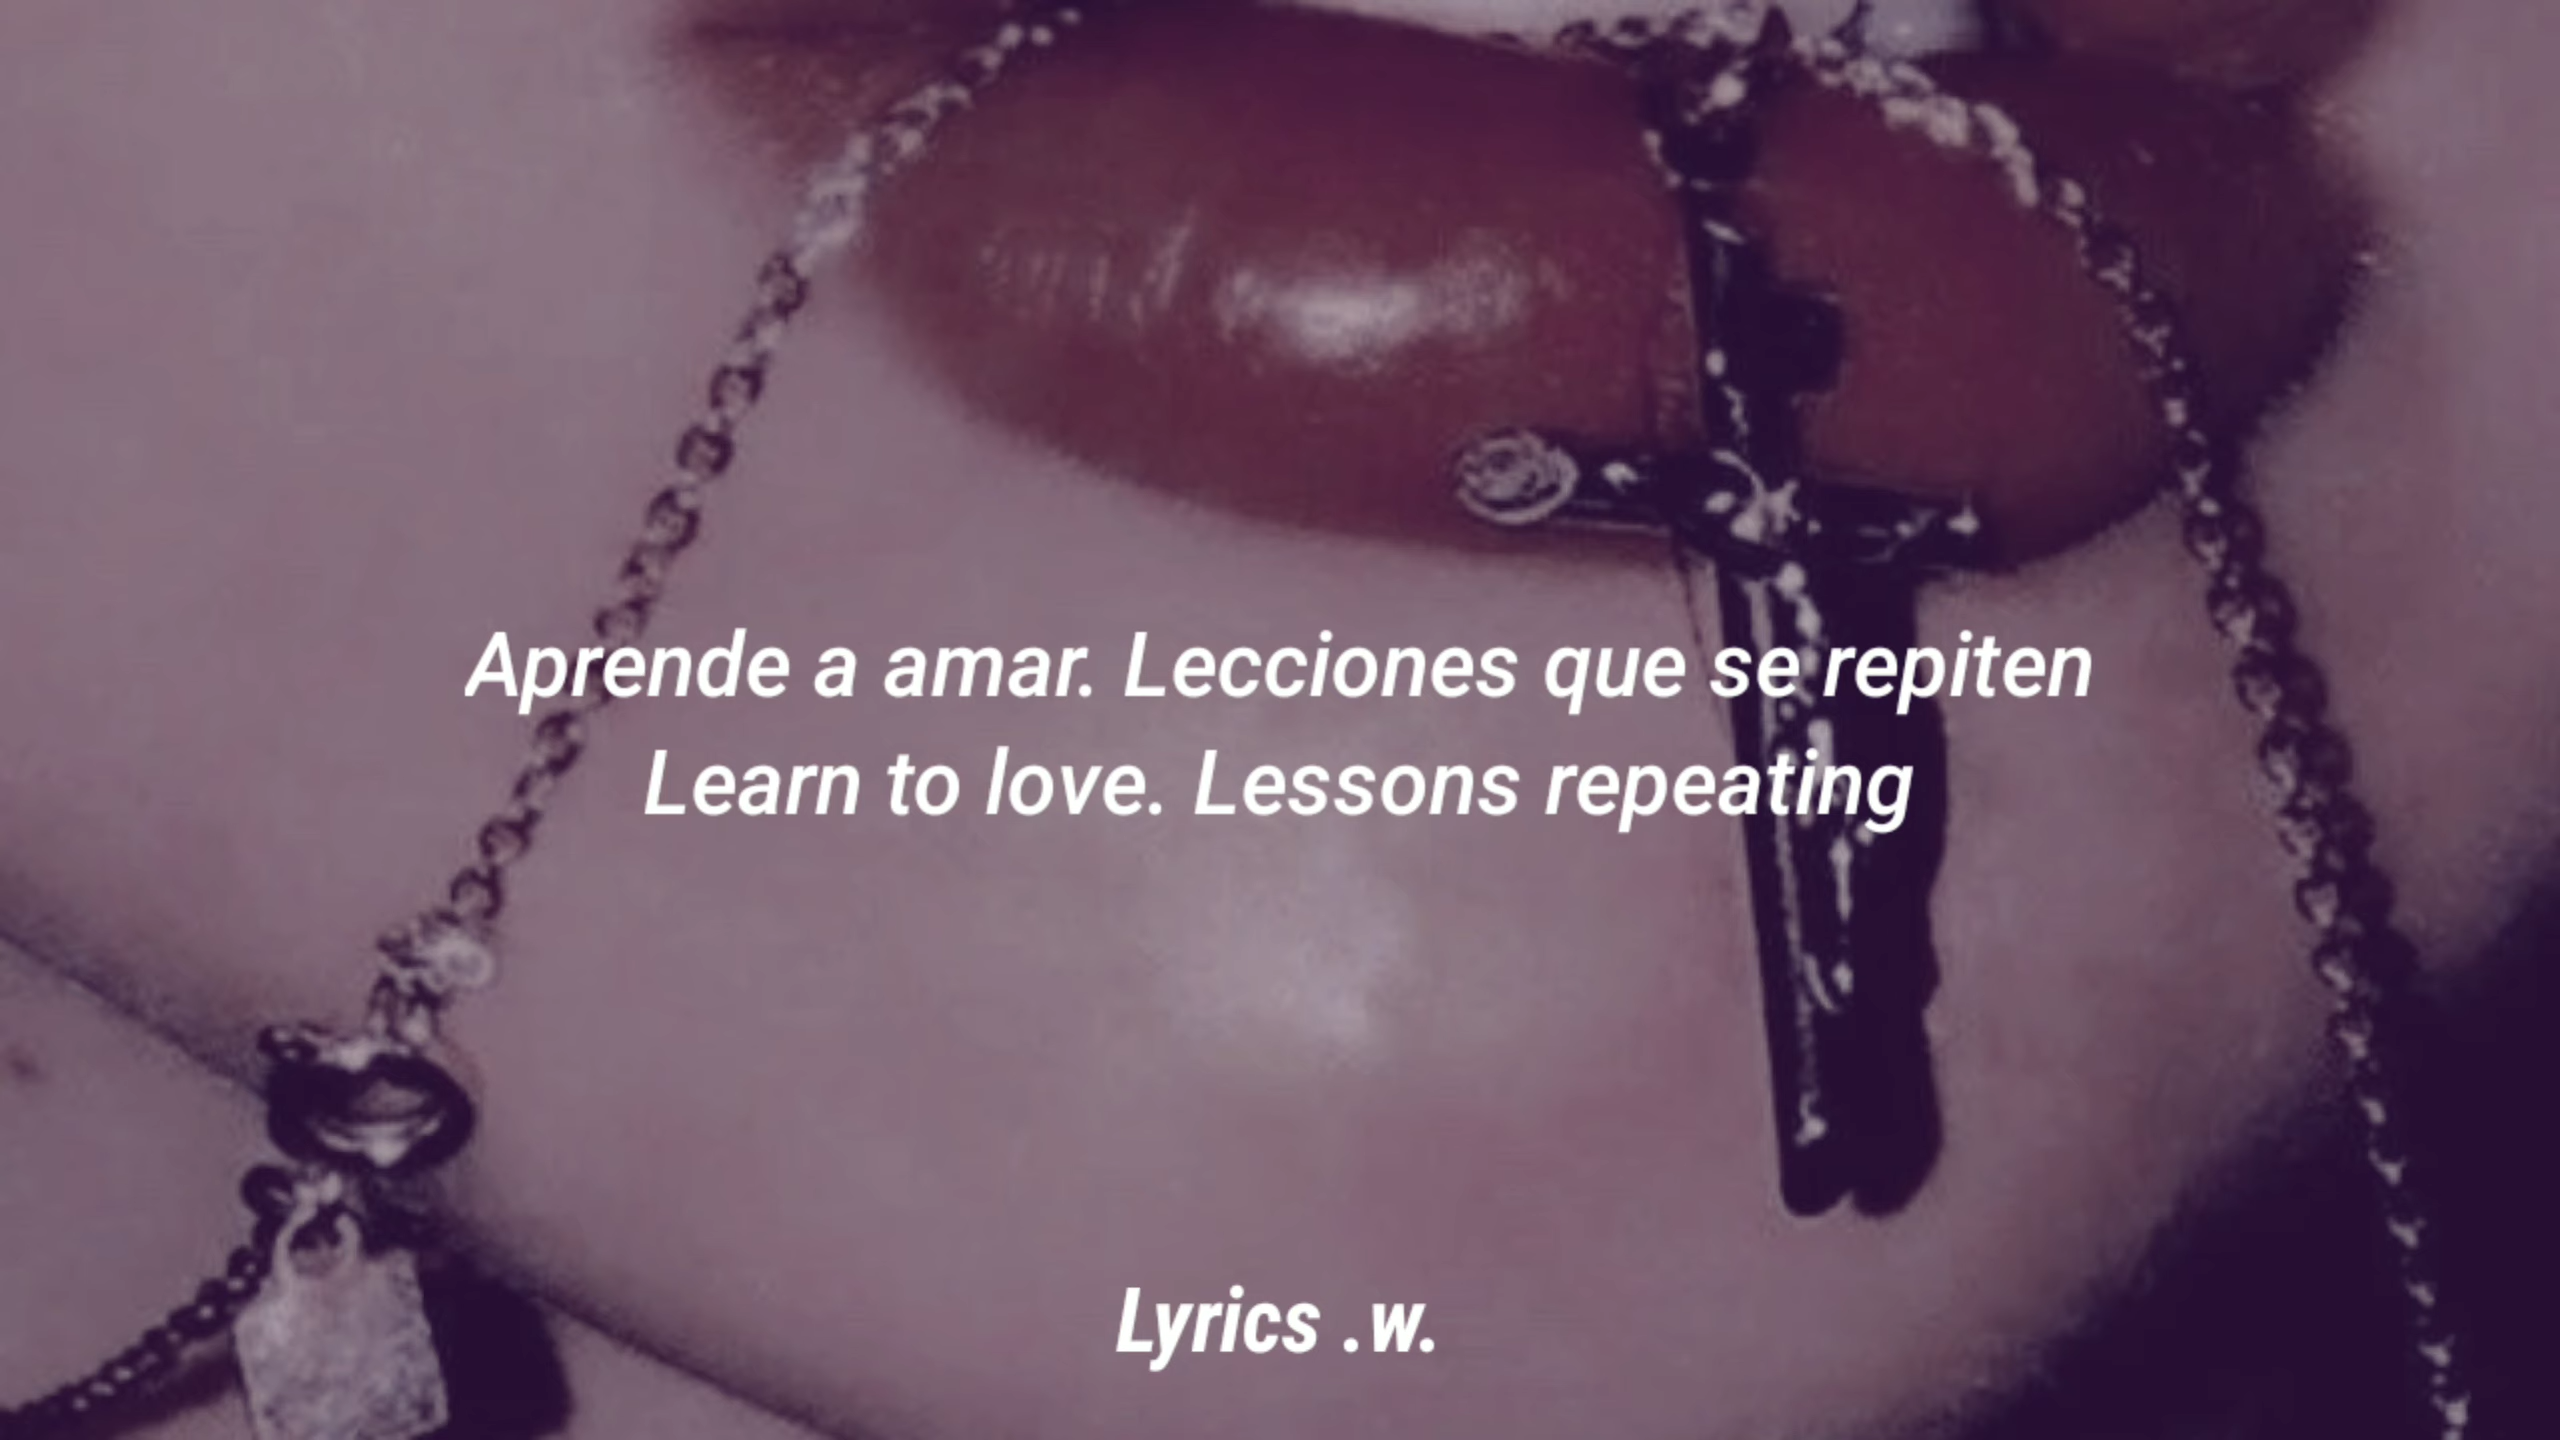 Aprende a amar. Lecciones que se repiten
Learn to love. Lessons repeating
Lyrics .w.